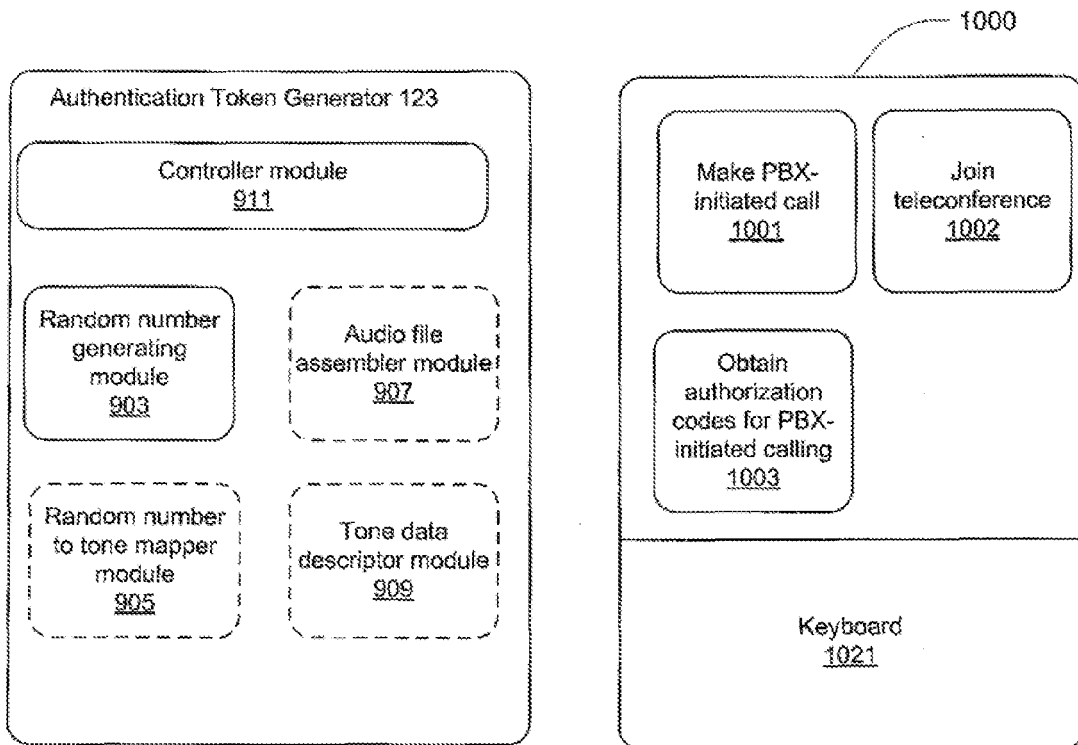 1000
Authentication Token Generator 123
Controller module
911
Random number
generating
module
903
Audio file
assembler module
907
Random number
to tone mapper
module
905
Tone data
descriptor module
909
Make PBX-
initiated call
1001
Join
teleconference
1002
Obtain
authorization
codes for PBX-
initiated calling
1003
Keyboard
1021